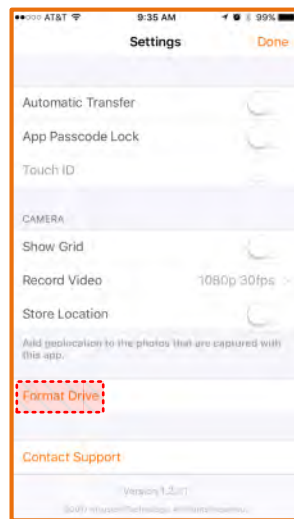 AT&T 9:35 AM 99%
Settings Done
Automatic Transfer
App Passcode Lock
Touch ID
CAMERA
Show Grid
Record Video 1080p 30fps
Store Location
Add geolocation to the photos that are captured with
this app.
Format Drive
Contact Support